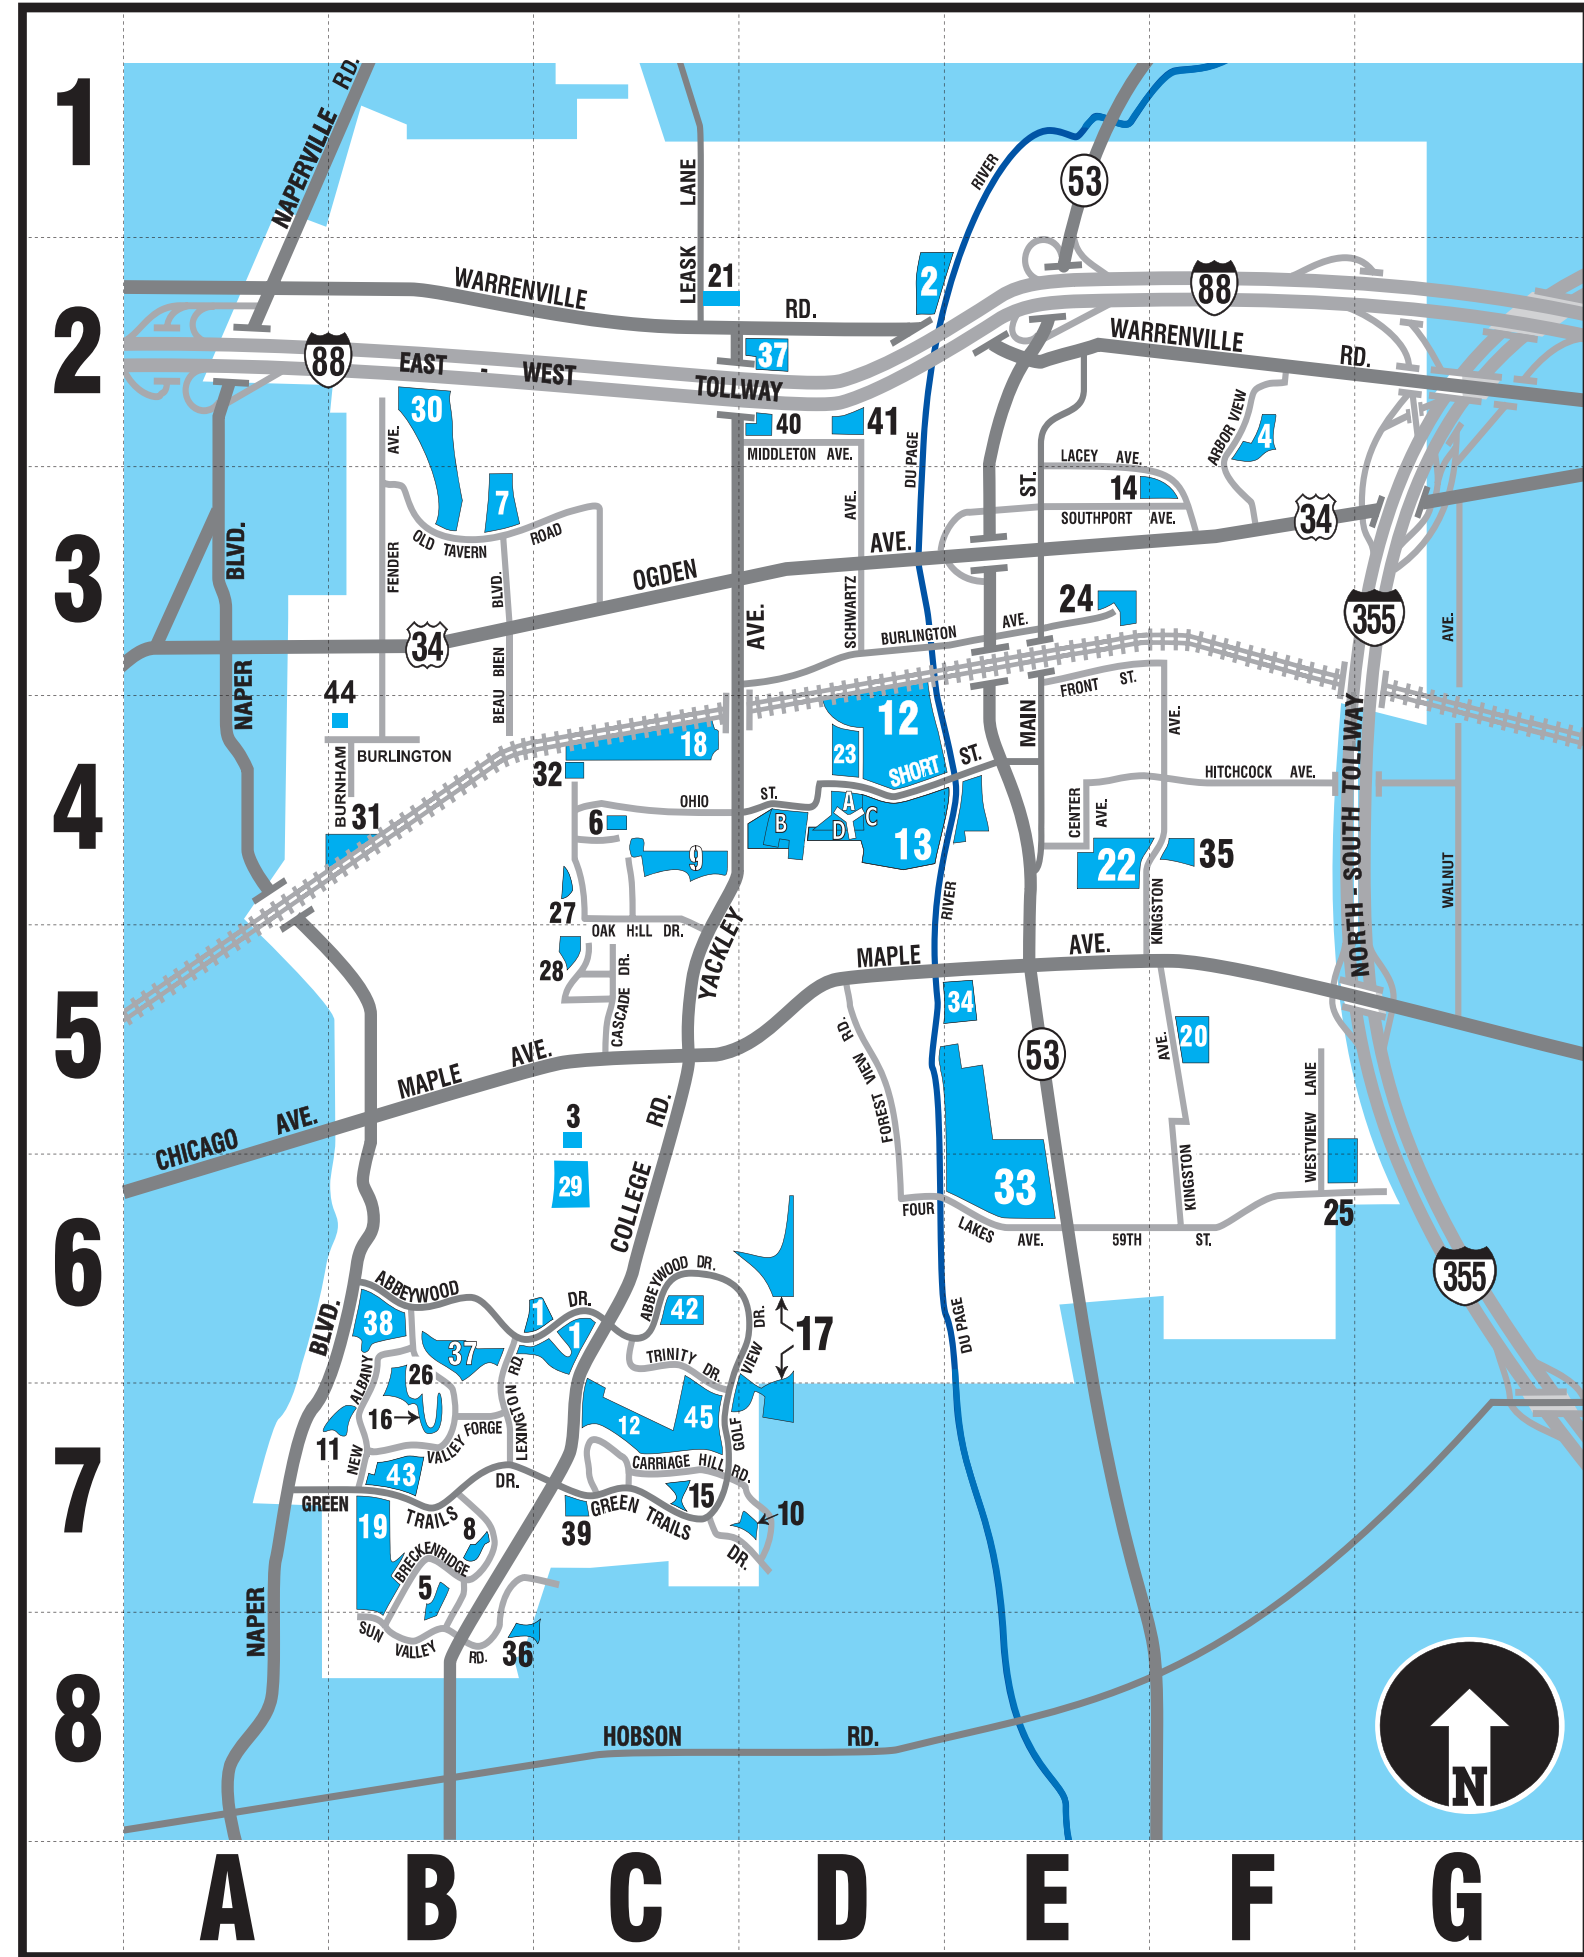 1
NAPERVILLE RD.
LEASK LANE
RIVER
53
2
WARRENVILLE RD.
21
2
88
88
EAST - WEST TOLLWAY
37
WARRENVILLE RD.
30
40
41
4
ARBOR VIEW
MIDDLETON AVE.
DU PAGE
LACEY AVE.
14
SOUTHPORT AVE.
34
3
NAPER BLVD.
FENDER AVE.
7
OLD TAVERN ROAD
BEAU BIEN BLVD.
OGDEN AVE.
SCHWARTZ AVE.
24
BURLINGTON AVE.
34
355
FRONT ST.
MAIN ST.
4
44
BURLINGTON
BURNHAM
31
32
18
12
23
SHORT ST.
OHIO ST.
6
9
A
B
C
D
13
HITCHCOCK AVE.
CENTER AVE.
22
35
KINGSTON AVE.
NORTH - SOUTH TOLLWAY
WALNUT AVE.
27
OAK HILL DR.
28
CASCADE DR.
YACKLEY AVE.
RIVER
5
MAPLE AVE.
34
53
20
CHICAGO AVE.
MAPLE AVE.
FOREST VIEW RD.
KINGSTON AVE.
WESTVIEW LANE
3
29
COLLEGE RD.
33
25
6
FOUR LAKES AVE.
59TH ST.
355
ABBEYWOOD DR.
38
37
1
1
ABBEYWOOD DR.
42
17
TRINITY DR.
GOLF VIEW DR.
DU PAGE
NAPER BLVD.
26
16
11
NEW ALBANY
VALLEY FORGE
LEXINGTON RD.
12
45
7
43
CARRIAGE HILL RD.
GREEN TRAILS DR.
GREEN TRAILS DR.
15
10
39
19
8
BRECKENRIDGE
5
SUN VALLEY RD.
36
8
HOBSON RD.
N
A B C D E F G